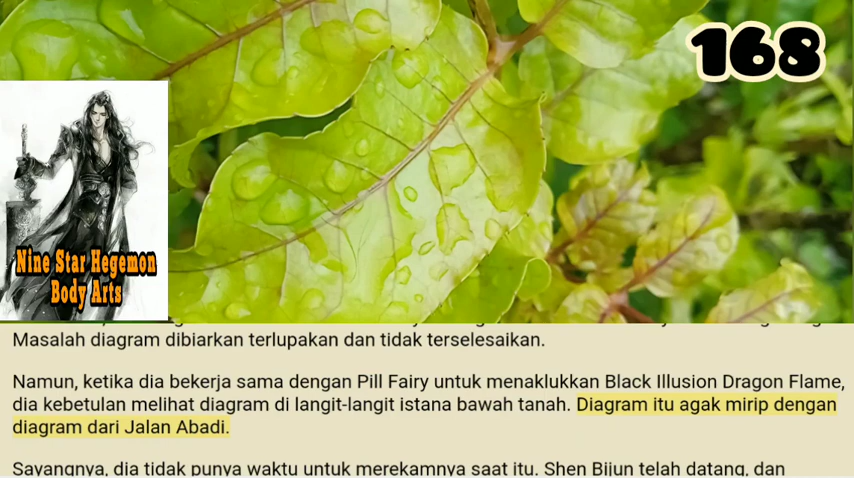 168
Nine Star Hegemon
Body Arts
Masalah diagram dibiarkan terlupakan dan tidak terselesaikan.
Namun, ketika dia bekerja sama dengan Pill Fairy untuk menaklukkan Black Illusion Dragon Flame,
dia kebetulan melihat diagram di langit-langit istana bawah tanah. Diagram itu agak mirip dengan
diagram dari Jalan Abadi.
Sayangnya, dia tidak punya waktu untuk merekamnya saat itu. Shen Bijun telah datang, dan